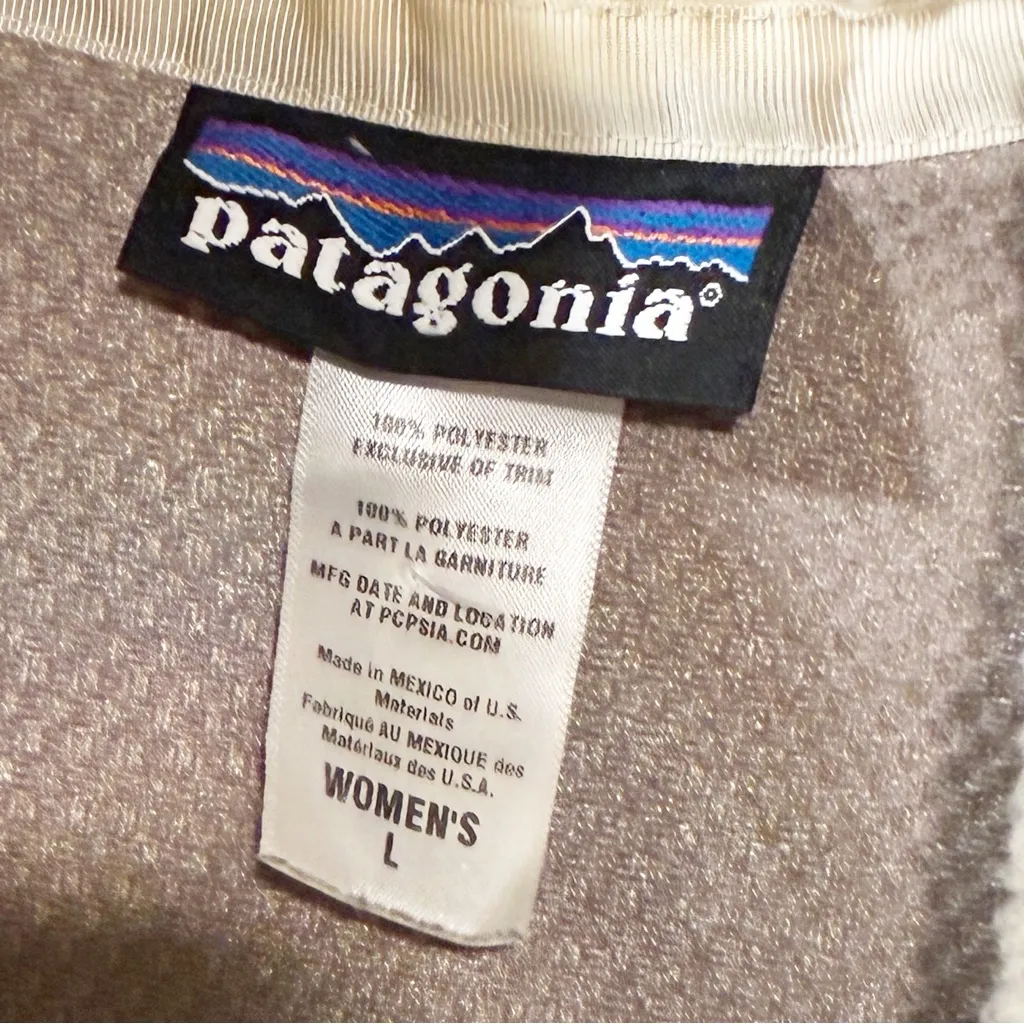 patagonia®
100% POLYESTER
EXCLUSIVE OF TRIM
100% POLYESTER
A PART LA GARNITURE
MFG DATE AND LOCATION
AT PCPSIA.COM
Made in MEXICO of U.S.
Materials
Fabriqué AU MEXIQUE des
Matériaux des U.S.A.
WOMEN'S
L